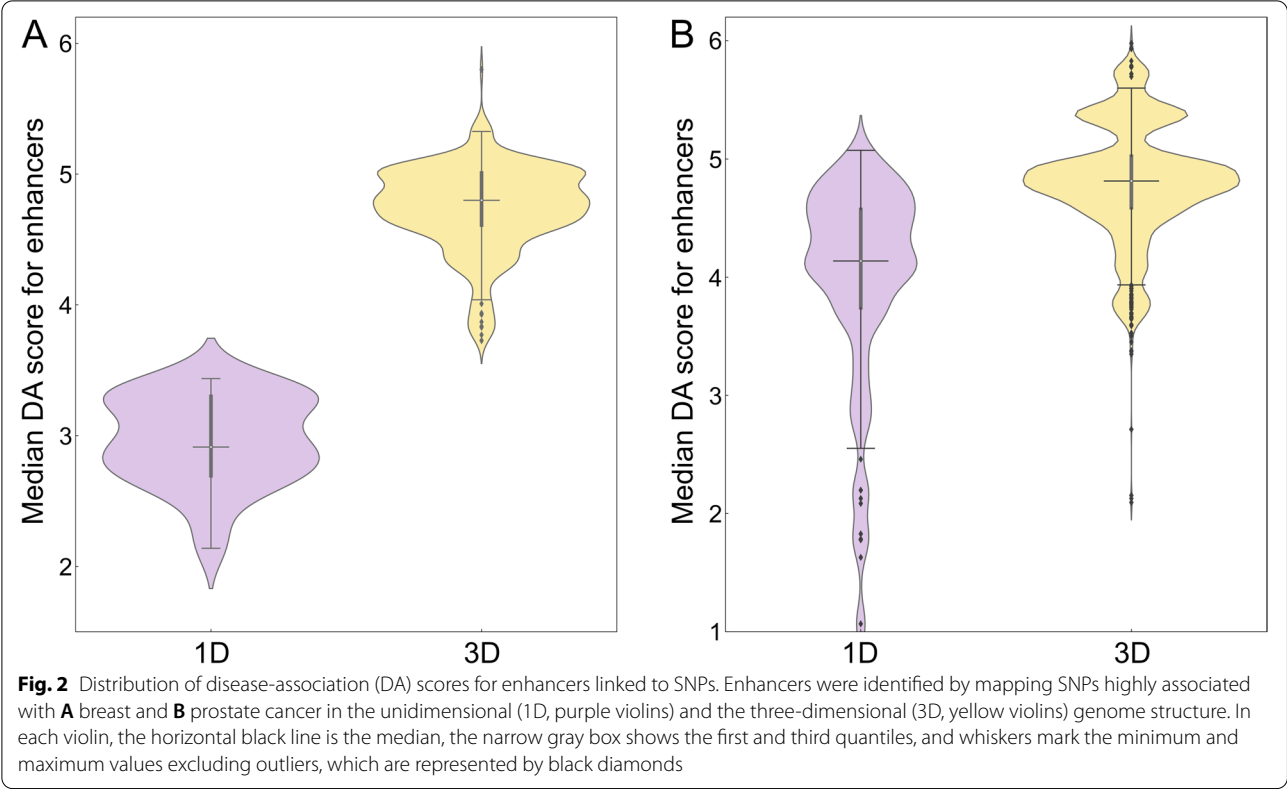 A
6
5
4
3
2
Median DA score for enhancers
1D
3D
B
6
5
4
3
2
1
Median DA score for enhancers
1D
3D
Fig. 2 Distribution of disease-association (DA) scores for enhancers linked to SNPs. Enhancers were identified by mapping SNPs highly associated
with A breast and B prostate cancer in the unidimensional (1D, purple violins) and the three-dimensional (3D, yellow violins) genome structure. In
each violin, the horizontal black line is the median, the narrow gray box shows the first and third quantiles, and whiskers mark the minimum and
maximum values excluding outliers, which are represented by black diamonds